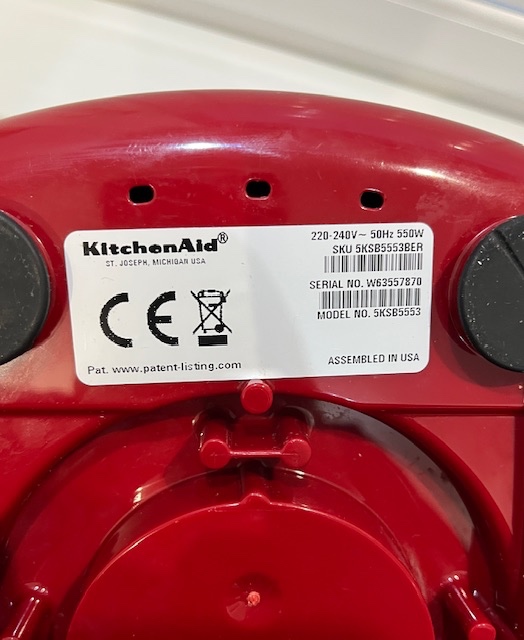 KitchenAid®
ST. JOSEPH, MICHIGAN USA
220-240V~ 50Hz 550W
SKU 5KSB5553BER
SERIAL NO. W63557870
MODEL NO. 5KSB5553
CE
Pat. www.patent-listing.com
ASSEMBLED IN USA